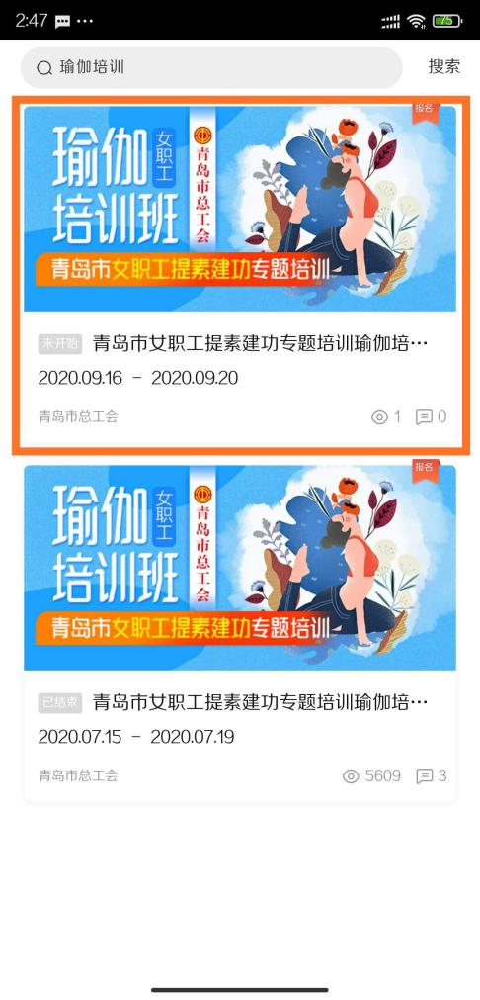 2:47
75
瑜伽培训
搜索
报名
瑜伽
女职工
培训班
青岛市总工会
青岛市女职工提素建功专题培训
未开始 青岛市女职工提素建功专题培训瑜伽培…
2020.09.16 - 2020.09.20
青岛市总工会
1
0
报名
瑜伽
女职工
培训班
青岛市总工会
青岛市女职工提素建功专题培训
已结束 青岛市女职工提素建功专题培训瑜伽培…
2020.07.15 - 2020.07.19
青岛市总工会
5609
3